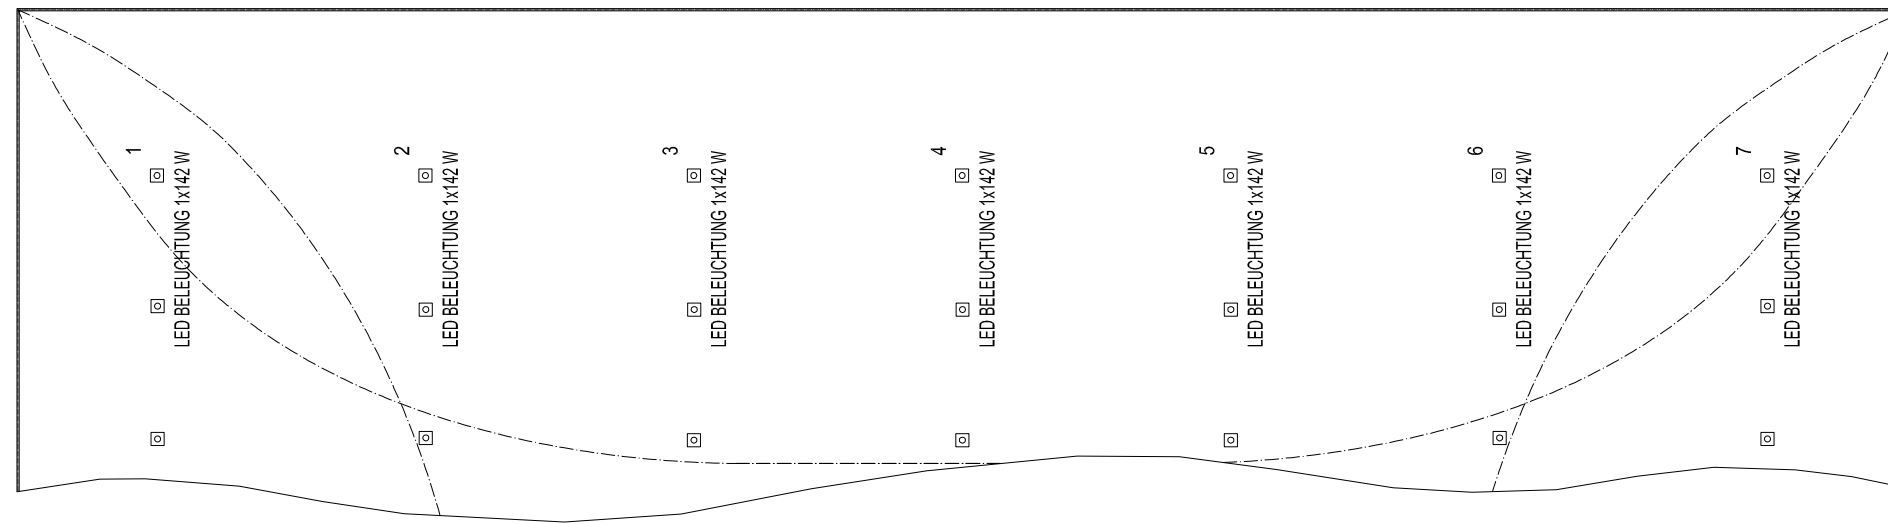 1
LED BELEUCHTUNG 1x142 W
2
LED BELEUCHTUNG 1x142 W
3
LED BELEUCHTUNG 1x142 W
4
LED BELEUCHTUNG 1x142 W
5
LED BELEUCHTUNG 1x142 W
6
LED BELEUCHTUNG 1x142 W
7
LED BELEUCHTUNG 1x142 W